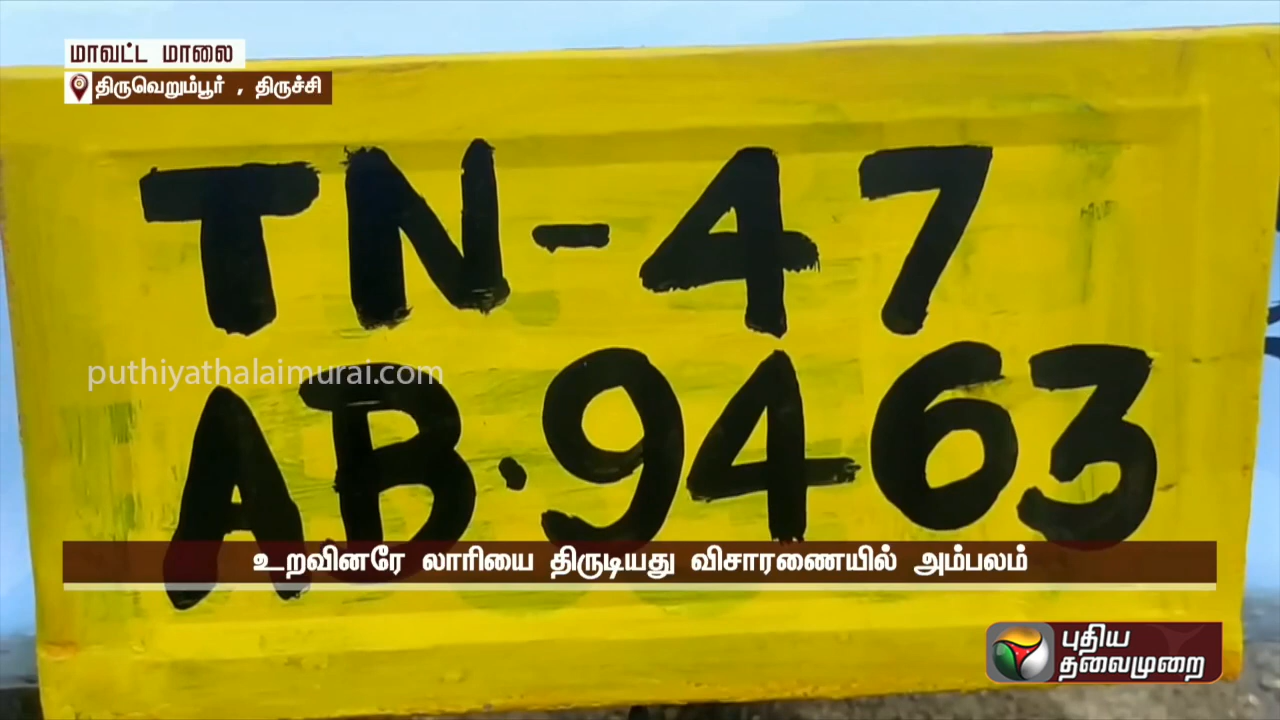 மாவட்ட மாலை
திருவெறும்பூர் , திருச்சி
TN-47
puthiyathalaimurai.com
AB.9463
உறவினரே லாரியை திருடியது விசாரணையில் அம்பலம்
புதிய
தலைமுறை